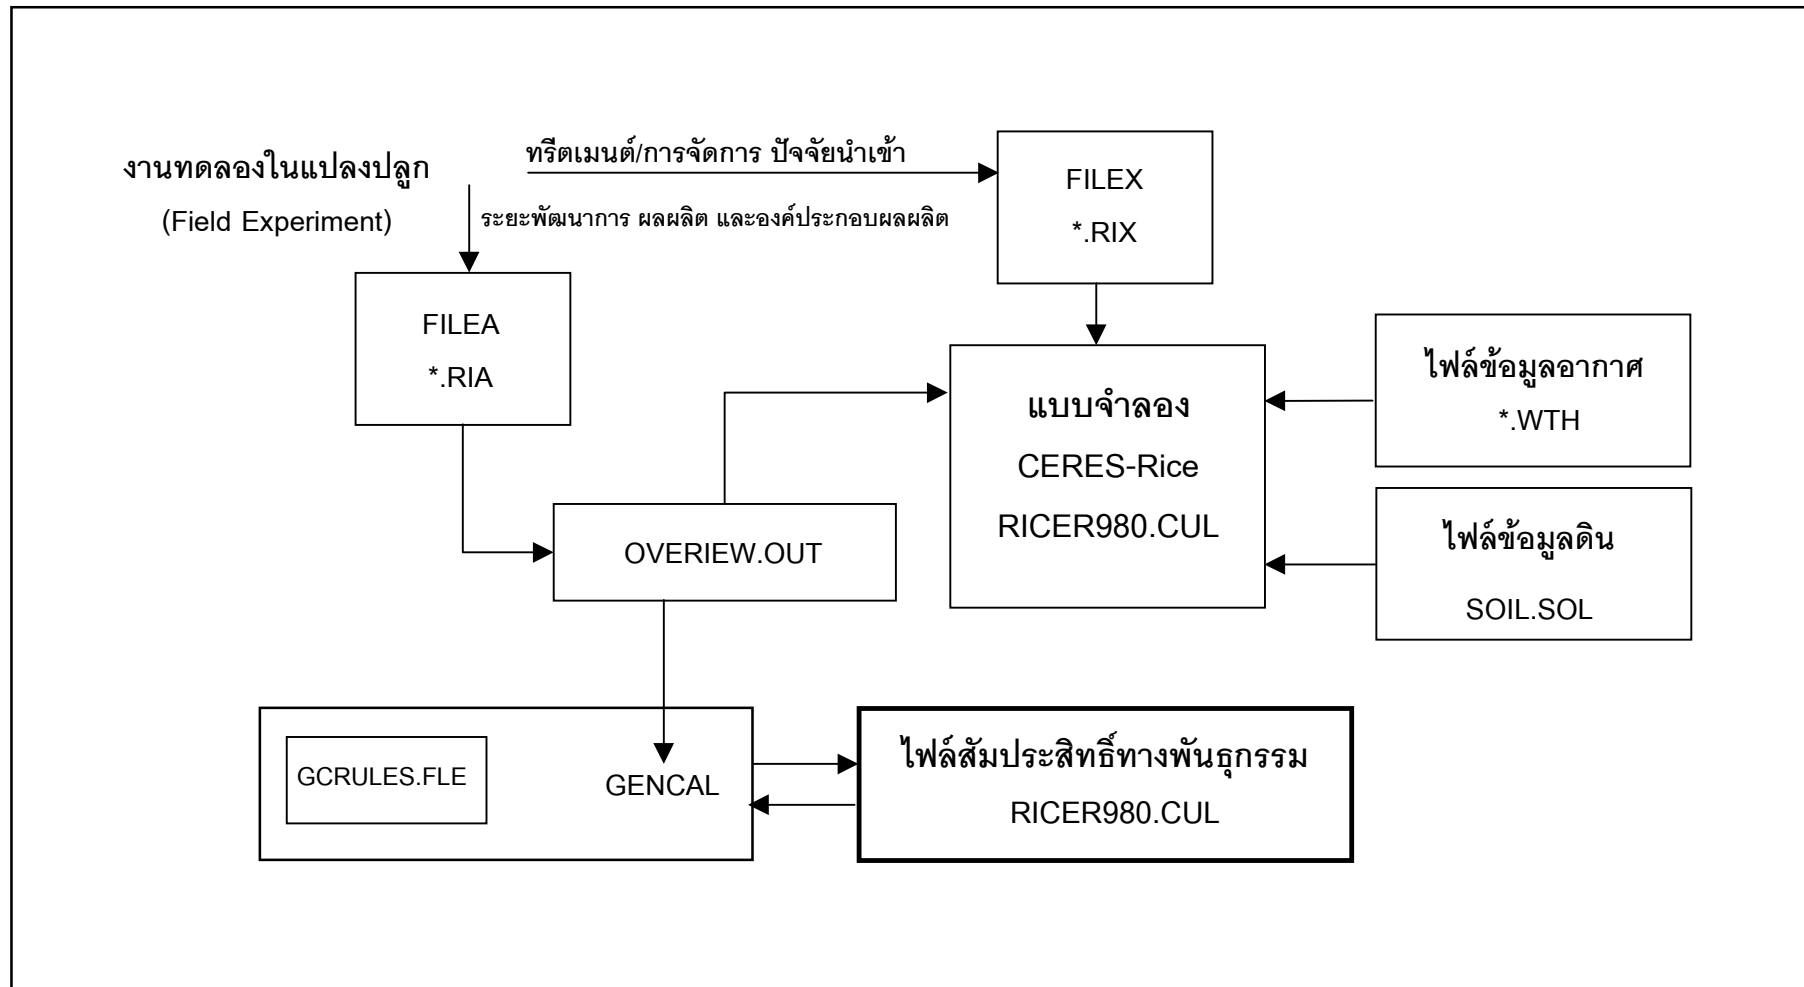 งานทดลองในแปลงปลูก
(Field Experiment)
ทรีตเมนต์/การจัดการ ปัจจัยนำเข้า
ระยะพัฒนาการ ผลผลิต และองค์ประกอบผลผลิต
FILEX
*.RIX
FILEA
*.RIA
แบบจำลอง
CERES-Rice
RICER980.CUL
ไฟล์ข้อมูลอากาศ
*.WTH
ไฟล์ข้อมูลดิน
SOIL.SOL
OVERIEW.OUT
GCRULES.FLE
GENCAL
ไฟล์สัมประสิทธิ์ทางพันธุกรรม
RICER980.CUL